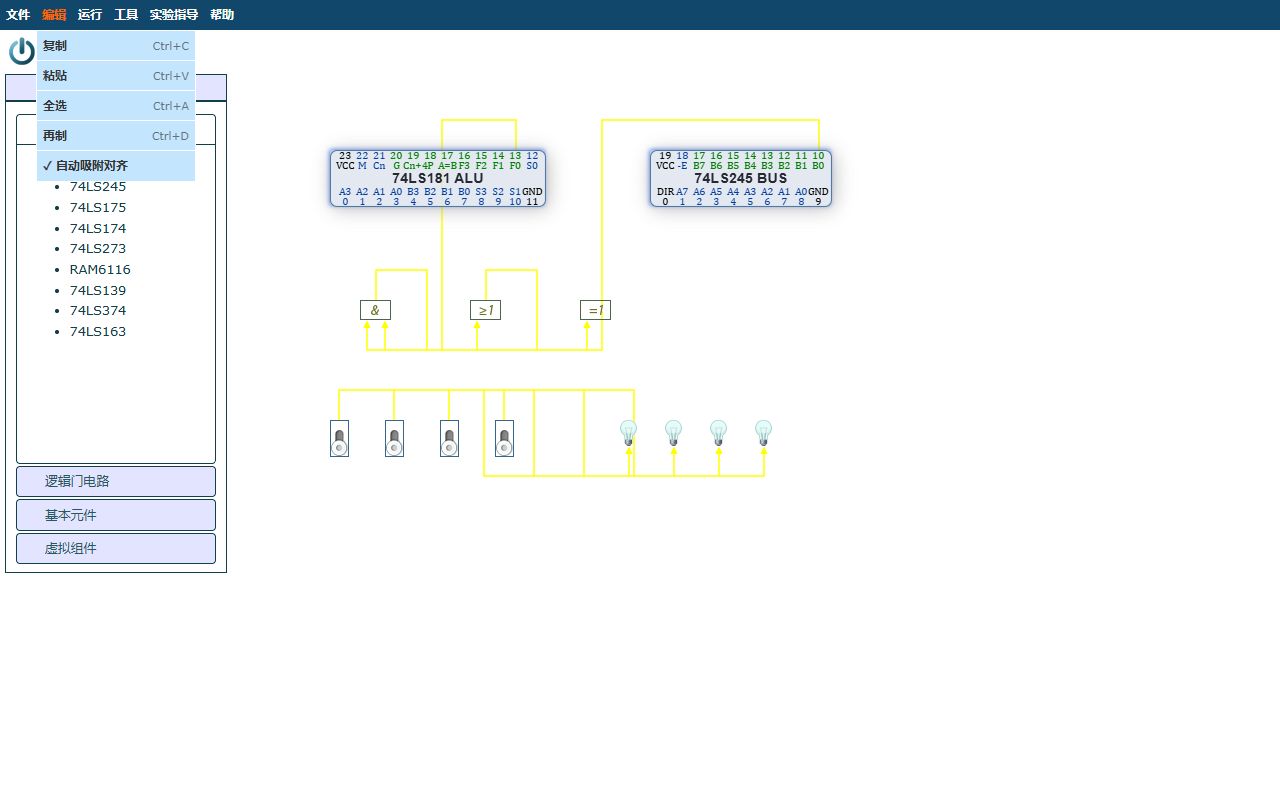 文件 编辑 运行 工具 实验指导 帮助
复制 Ctrl+C
粘贴 Ctrl+V
全选 Ctrl+A
再制 Ctrl+D
✓ 自动吸附对齐
74LS245
74LS175
74LS174
74LS273
RAM6116
74LS139
74LS374
74LS163
逻辑门电路
基本元件
虚拟组件
23 22 21 20 19 18 17 16 15 14 13 12
VCC M Cn G Cn+4 P A=B F3 F2 F1 F0 S0
74LS181 ALU
A3 A2 A1 A0 B3 B2 B1 B0 S3 S2 S1 GND
0 1 2 3 4 5 6 7 8 9 10 11
19 18 17 16 15 14 13 12 11 10
VCC -E B7 B6 B5 B4 B3 B2 B1 B0
74LS245 BUS
DIR A7 A6 A5 A4 A3 A2 A1 A0 GND
0 1 2 3 4 5 6 7 8 9
& ≥1 =1